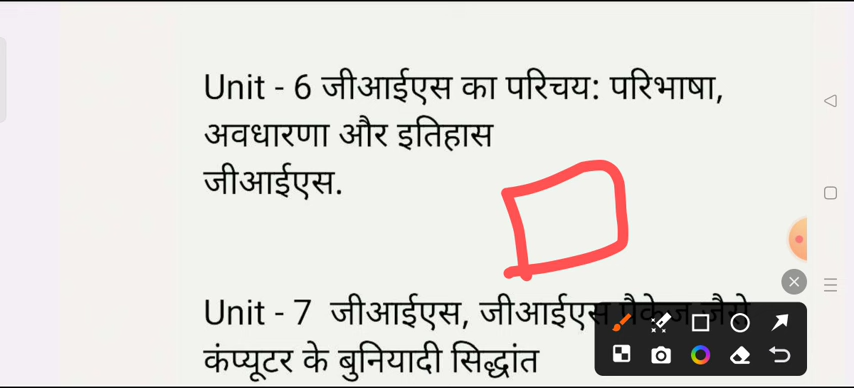 Unit - 6 जीआईएस का परिचय: परिभाषा,
अवधारणा और इतिहास
जीआईएस.
Unit - 7 जीआईएस, जीआईएस पैकेज जैसे
कंप्यूटर के बुनियादी सिद्धांत